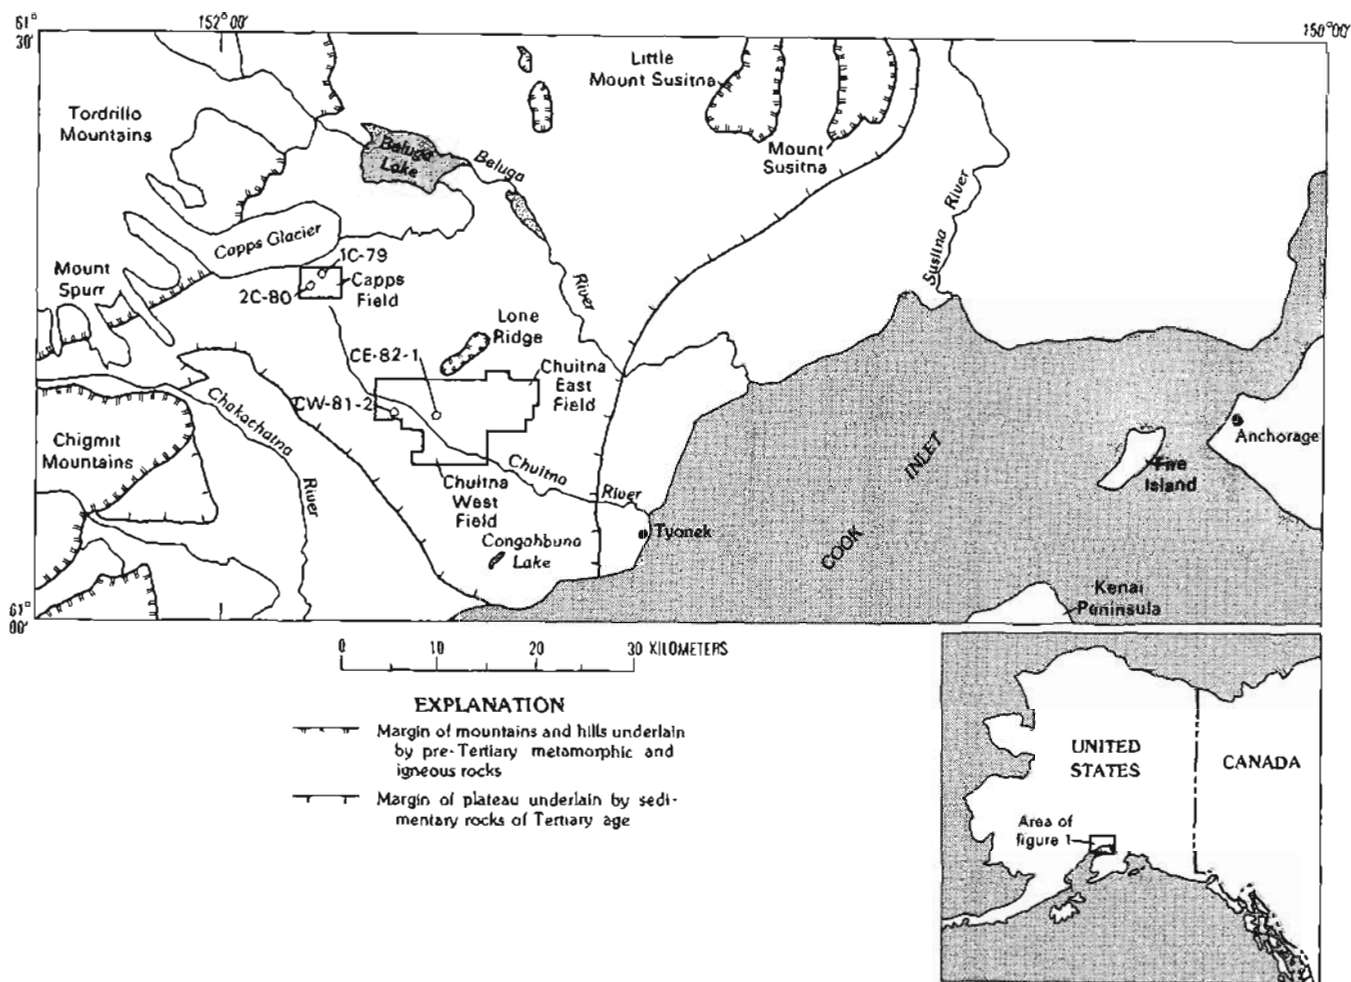 61°
30'
152°00'
150°00'
Little
Mount Susitna
Tordrillo
Mountains
Beluga
Lake
Beluga
River
Mount
Susitna
Susitna
River
Capps Glacier
Mount
Spurr
1C-79
2C-80
Capps
Field
Lone
Ridge
CE-82-1
CW-81-2
Chuitna
East
Field
Chakachatna
River
Chigmit
Mountains
Chuitna
River
Chuitna
West
Field
Congahbuna
Lake
Tyonek
COOK
INLET
Anchorage
Fire
Island
Kenai
Peninsula
61°
00'
0 10 20 30 KILOMETERS
EXPLANATION
Margin of mountains and hills underlain
by pre-Tertiary metamorphic and
igneous rocks
Margin of plateau underlain by sedi-
mentary rocks of Tertiary age
UNITED
STATES
CANADA
Area of
figure 1